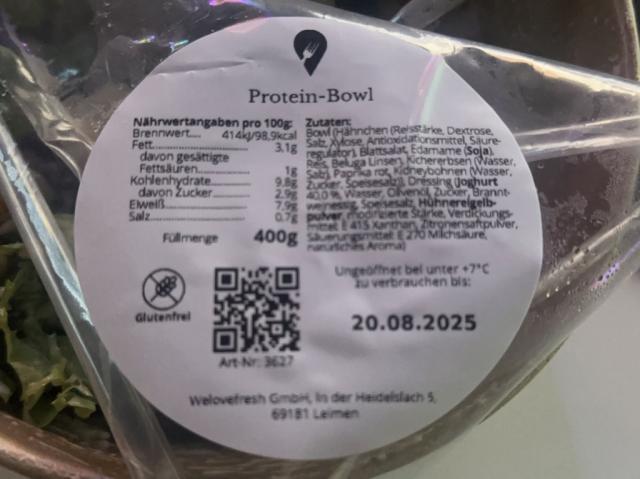 Protein-Bowl
Nährwertangaben pro 100g:
Brennwert.... 414kJ/98,9kcal
Fett................ 3,1g
davon gesättigte
Fettsäuren........ 1g
Kohlenhydrate....... 9,8g
davon Zucker......... 2,9g
Eiweiß................ 7,9g
Salz.................. 0,7g
Füllmenge 400g
Zutaten:
Bowl (Hähnchen (Reisstärke, Dextrose,
Salz, Xylose, Antioxidationsmittel, Säure-
regulator), Blattsalat, Edamame (Soja),
Reis, Beluga Linsen, Kichererbsen (Wasser,
Salz), Paprika rot, Kidneybohnen (Wasser,
Zucker, Speisesalz)), Dressing (Joghurt
40,0 %, Wasser, Olivenöl, Zucker, Brannt-
weinessig, Speisesalz, Hühnereigelb-
pulver, modifizierte Stärke, Verdickungs-
mittel E 415 Xanthan, Zitronensaftpulver,
Säuerungsmittel: E 270 Milchsäure,
natürliches Aroma)
Glutenfrei
Art-Nr: 3627
Ungeöffnet bei unter +7°C
zu verbrauchen bis:
20.08.2025
Welovefresh GmbH, In der Heidelslach 5,
69181 Leimen